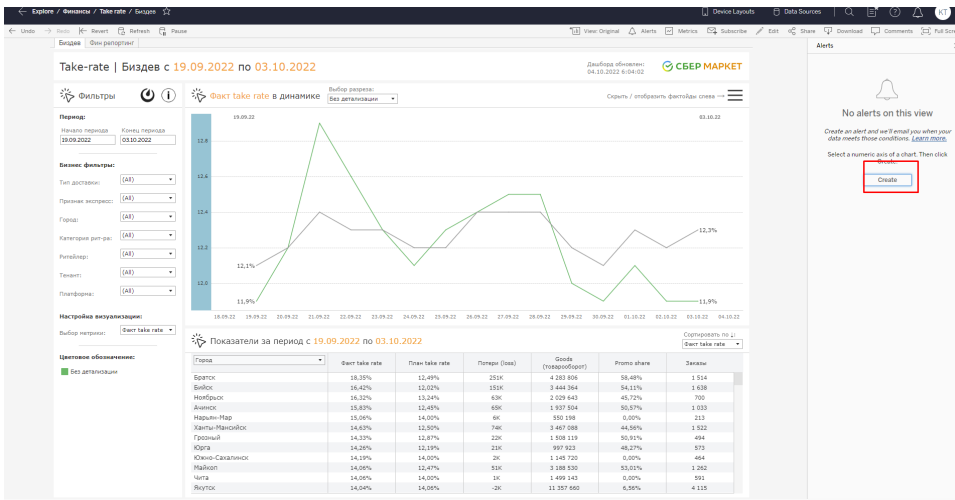 Explore / Финансы / Take rate / Биздев
Device Layouts
Data Sources
KT
Undo
Redo
Revert
Refresh
Pause
View: Original
Alerts
Metrics
Subscribe
Edit
Share
Download
Comments
Full Scre
Биздев
Фин репортинг
Alerts
Take-rate | Биздев с 19.09.2022 по 03.10.2022
Дашборд обновлен:
04.10.2022 6:04:02
СБЕР МАРКЕТ
Фильтры
Факт take rate в динамике
Выбор разреза:
Без детализации
Скрыть / отобразить фактоиды слева →
No alerts on this view
Create an alert and we'll email you when your
data meets those conditions. Learn more.
Select a numeric axis of a chart. Then click
Create.
Create
Период:
Начало периода
Конец периода
19.09.2022
03.10.2022
Бизнес фильтры:
Тип доставки:
(All)
Признак экспресс:
(All)
Город:
(All)
Категория рит-ра:
(All)
Ритейлер:
(All)
Тенант:
(All)
Платформа:
(All)
Настройка визуализации:
Выбор метрики:
Факт take rate
Цветовое обозначение:
Без детализации
19.09.22
03.10.22
12.8
12.6
12.4
12.2
12.0
12,1%
11,9%
12,3%
11,9%
18.09.22 19.09.22 20.09.22 21.09.22 22.09.22 23.09.22 24.09.22 25.09.22 26.09.22 27.09.22 28.09.22 29.09.22 30.09.22 01.10.22 02.10.22 03.10.22 04.10.22
Показатели за период с 19.09.2022 по 03.10.2022
Сортировать по ↓:
Факт take rate
Город
Факт take rate
План take rate
Потери (loss)
Goods
(товарооборот)
Promo share
Заказы
Братск 18,35% 12,49% 251K 4 283 806 58,48% 1 514
Бийск 16,42% 12,02% 151K 3 444 364 54,11% 1 638
Ноябрьск 16,32% 13,24% 63K 2 029 643 45,72% 700
Ачинск 15,83% 12,45% 65K 1 937 504 50,57% 1 033
Нарьян-Мар 15,06% 14,00% 6K 550 198 0,00% 213
Ханты-Мансийск 14,63% 12,50% 74K 3 467 088 44,56% 1 522
Грозный 14,33% 12,87% 22K 1 508 119 50,91% 494
Югра 14,26% 12,19% 21K 997 923 48,27% 573
Южно-Сахалинск 14,19% 14,00% 2K 1 145 720 0,00% 464
Майкоп 14,06% 12,47% 51K 3 188 530 53,01% 1 262
Чита 14,06% 14,00% 1K 1 499 143 0,00% 591
Якутск 14,04% 14,06% -2K 11 357 660 6,56% 4 115